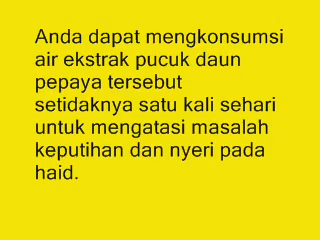 Anda dapat mengkonsumsi
air ekstrak pucuk daun
pepaya tersebut
setidaknya satu kali sehari
untuk mengatasi masalah
keputihan dan nyeri pada
haid.